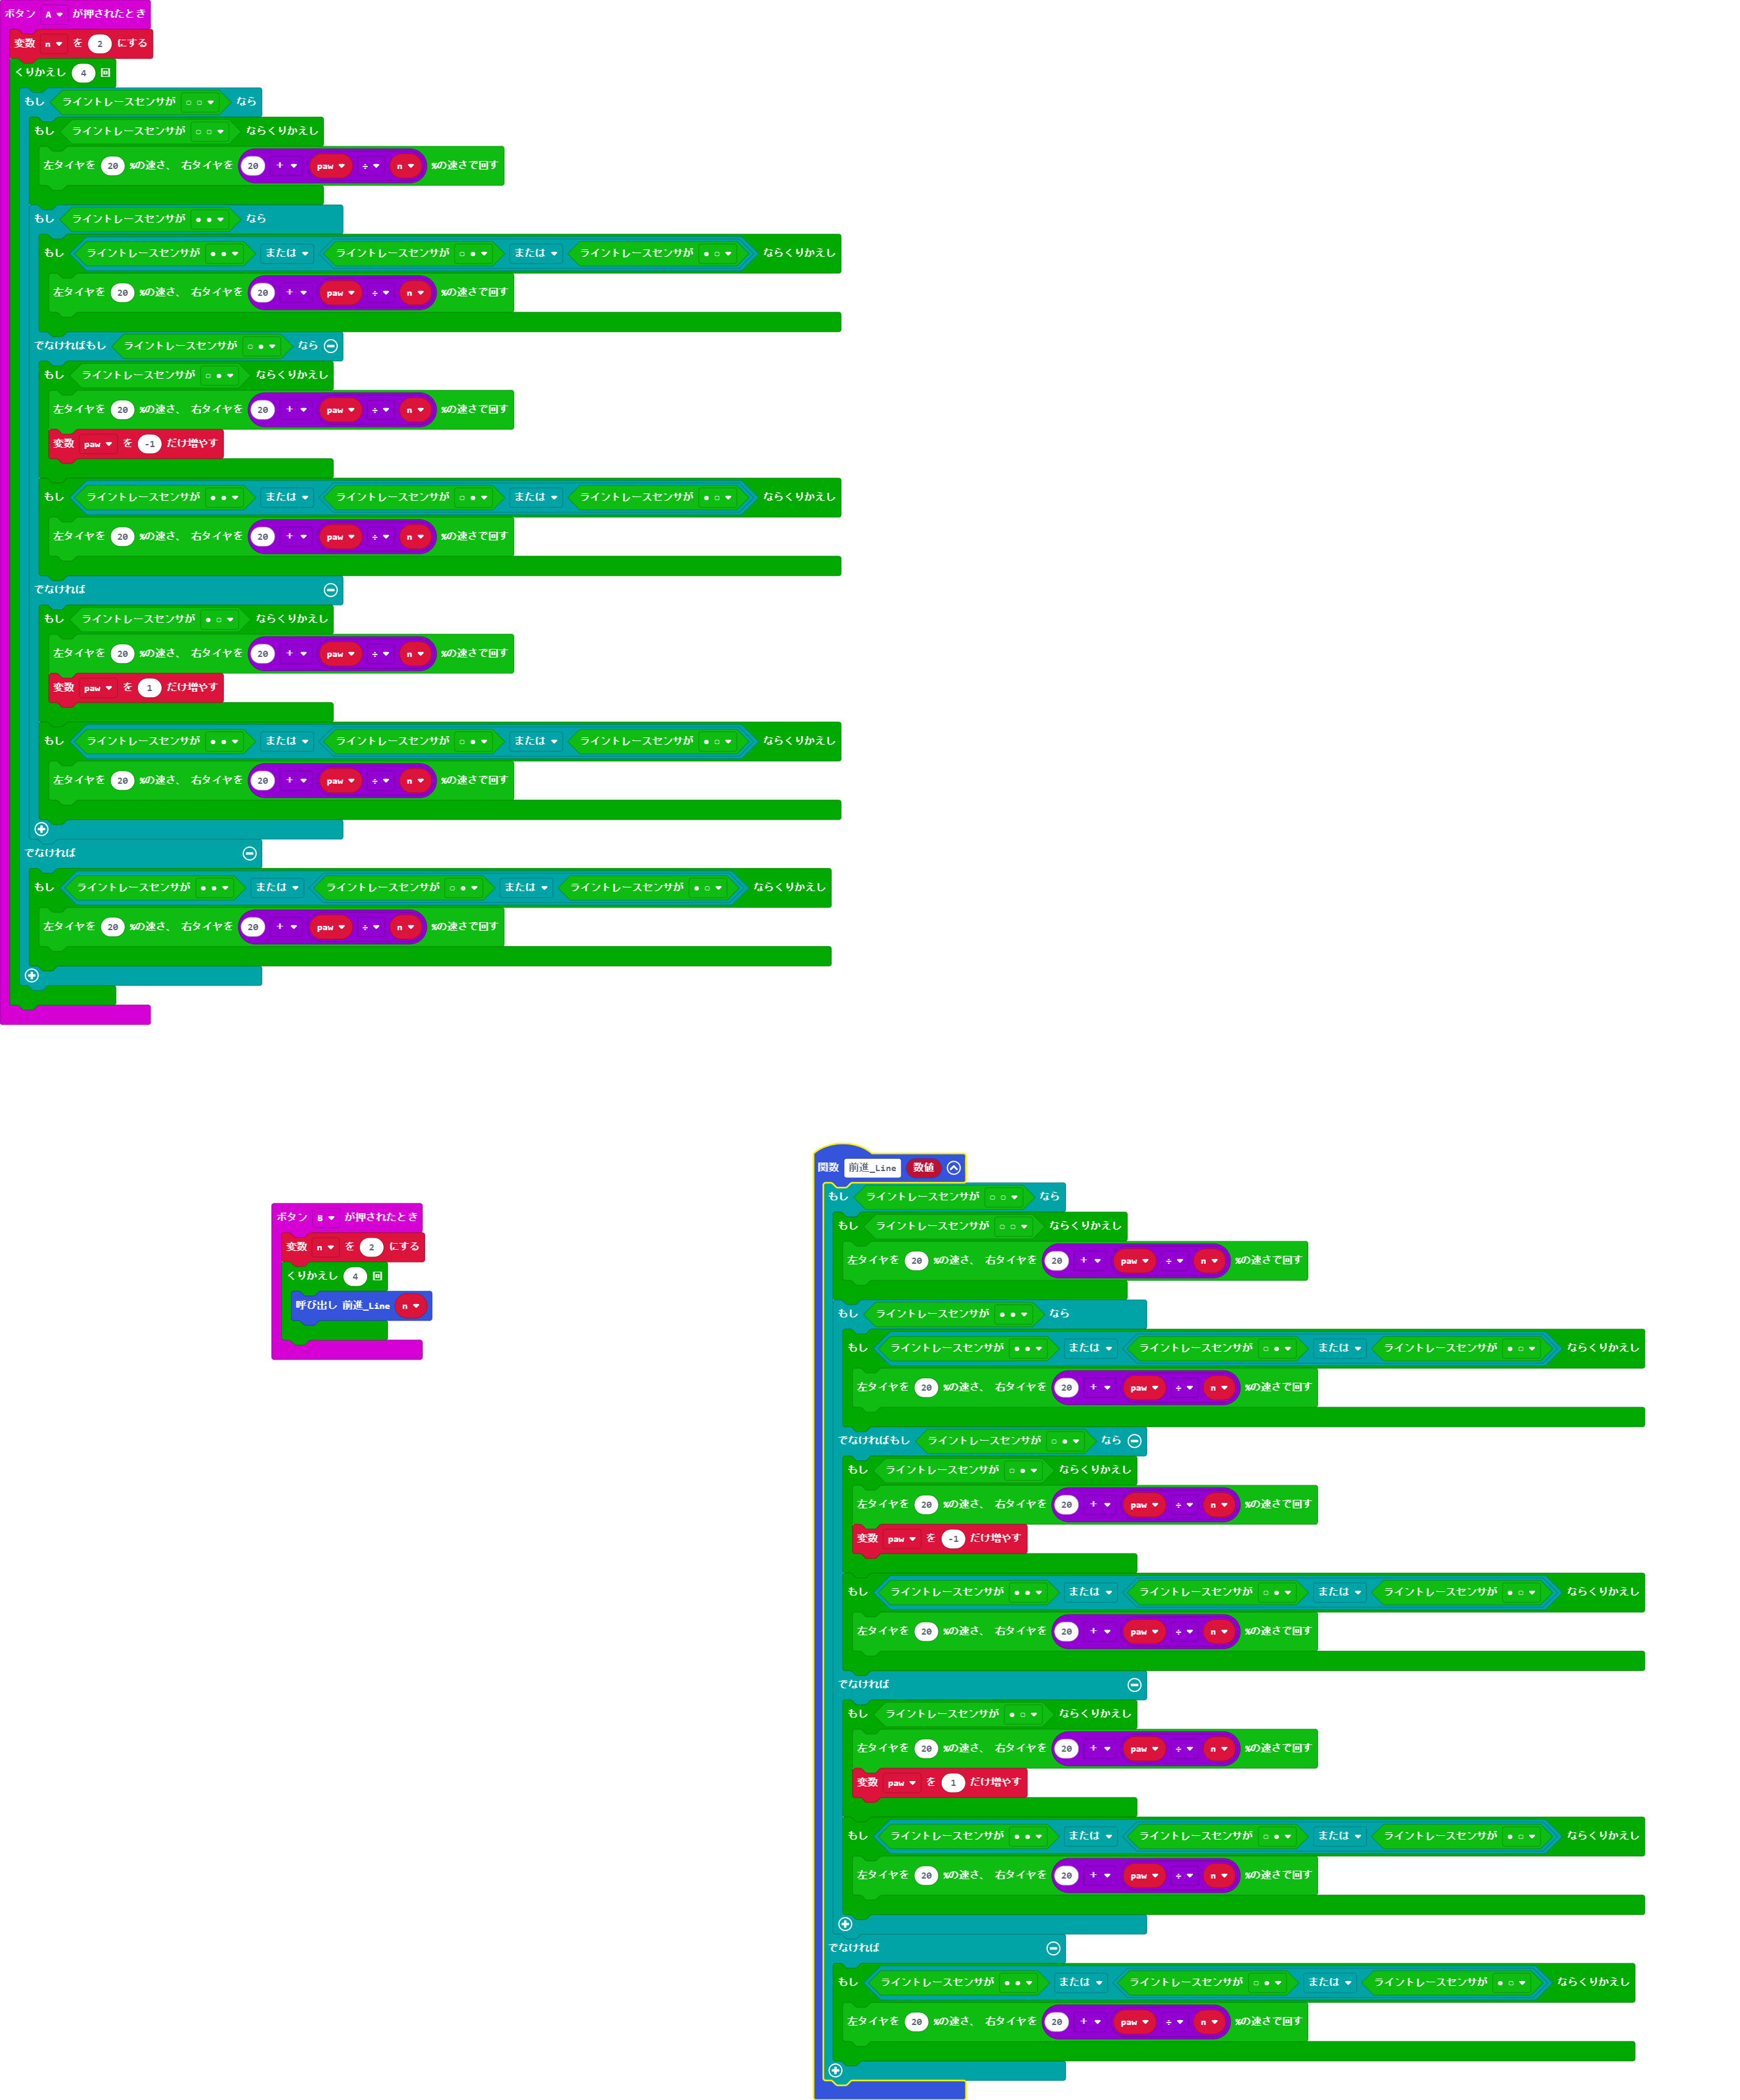 ボタン A が押されたとき
変数 n を 2 にする
くりかえし 4 回
もし ライントレースセンサが □ □ なら
もし ライントレースセンサが □ □ ならくりかえし
左タイヤを 20 %の速さ、 右タイヤを 20 + paw ÷ n %の速さで回す
もし ライントレースセンサが ● ● なら
もし ライントレースセンサが ● ● または ライントレースセンサが □ ● または ライントレースセンサが ● □ ならくりかえし
左タイヤを 20 %の速さ、 右タイヤを 20 + paw ÷ n %の速さで回す
でなければもし ライントレースセンサが □ ● なら
もし ライントレースセンサが □ ● ならくりかえし
左タイヤを 20 %の速さ、 右タイヤを 20 + paw ÷ n %の速さで回す
変数 paw を -1 だけ増やす
もし ライントレースセンサが ● ● または ライントレースセンサが □ ● または ライントレースセンサが ● □ ならくりかえし
左タイヤを 20 %の速さ、 右タイヤを 20 + paw ÷ n %の速さで回す
でなければ
もし ライントレースセンサが ● □ ならくりかえし
左タイヤを 20 %の速さ、 右タイヤを 20 + paw ÷ n %の速さで回す
変数 paw を 1 だけ増やす
もし ライントレースセンサが ● ● または ライントレースセンサが □ ● または ライントレースセンサが ● □ ならくりかえし
左タイヤを 20 %の速さ、 右タイヤを 20 + paw ÷ n %の速さで回す
でなければ
もし ライントレースセンサが ● ● または ライントレースセンサが □ ● または ライントレースセンサが ● □ ならくりかえし
左タイヤを 20 %の速さ、 右タイヤを 20 + paw ÷ n %の速さで回す
ボタン B が押されたとき
変数 n を 2 にする
くりかえし 4 回
呼び出し 前進_Line n
関数 前進_Line 数値
もし ライントレースセンサが □ □ なら
もし ライントレースセンサが □ □ ならくりかえし
左タイヤを 20 %の速さ、 右タイヤを 20 + paw ÷ n %の速さで回す
もし ライントレースセンサが ● ● なら
もし ライントレースセンサが ● ● または ライントレースセンサが □ ● または ライントレースセンサが ● □ ならくりかえし
左タイヤを 20 %の速さ、 右タイヤを 20 + paw ÷ n %の速さで回す
でなければもし ライントレースセンサが □ ● なら
もし ライントレースセンサが □ ● ならくりかえし
左タイヤを 20 %の速さ、 右タイヤを 20 + paw ÷ n %の速さで回す
変数 paw を -1 だけ増やす
もし ライントレースセンサが ● ● または ライントレースセンサが □ ● または ライントレースセンサが ● □ ならくりかえし
左タイヤを 20 %の速さ、 右タイヤを 20 + paw ÷ n %の速さで回す
でなければ
もし ライントレースセンサが ● □ ならくりかえし
左タイヤを 20 %の速さ、 右タイヤを 20 + paw ÷ n %の速さで回す
変数 paw を 1 だけ増やす
もし ライントレースセンサが ● ● または ライントレースセンサが □ ● または ライントレースセンサが ● □ ならくりかえし
左タイヤを 20 %の速さ、 右タイヤを 20 + paw ÷ n %の速さで回す
でなければ
もし ライントレースセンサが ● ● または ライントレースセンサが □ ● または ライントレースセンサが ● □ ならくりかえし
左タイヤを 20 %の速さ、 右タイヤを 20 + paw ÷ n %の速さで回す